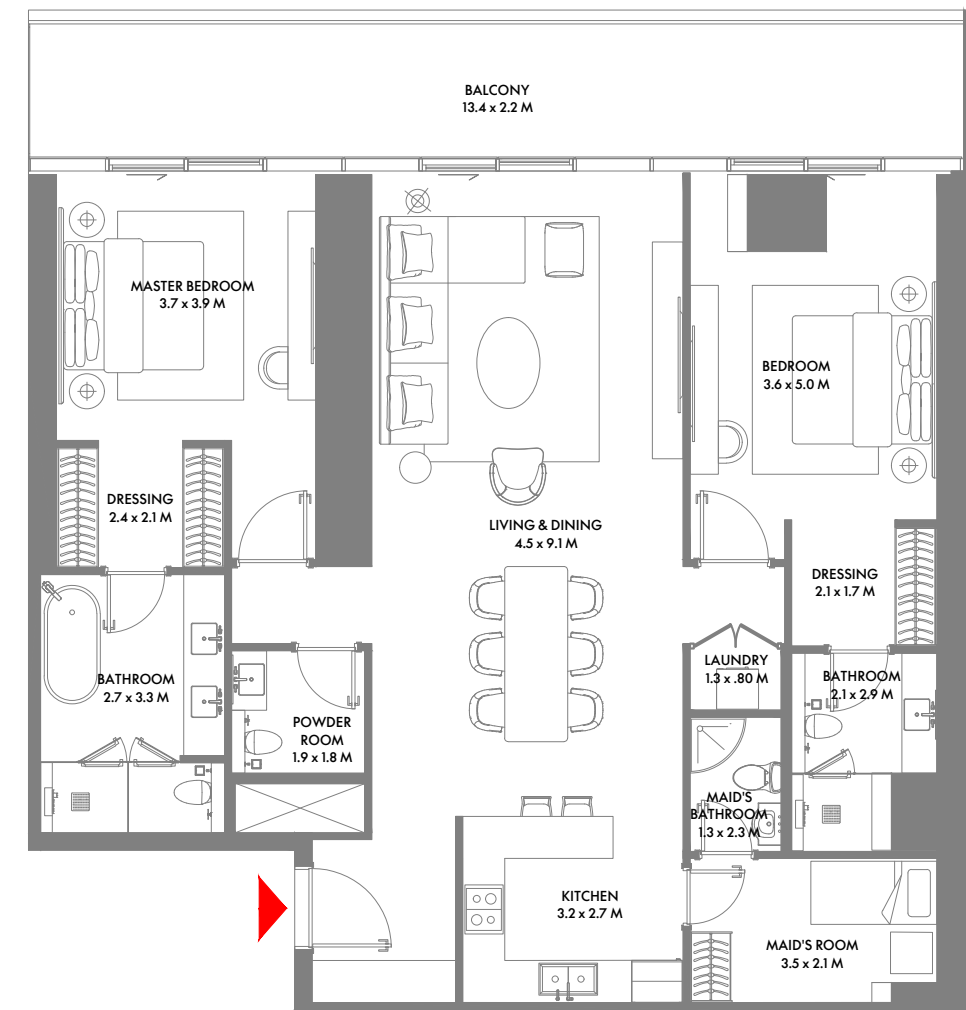 BALCONY
13.4 x 2.2 M
MASTER BEDROOM
3.7 x 3.9 M
BEDROOM
3.6 x 5.0 M
DRESSING
2.4 x 2.1 M
LIVING & DINING
4.5 x 9.1 M
DRESSING
2.1 x 1.7 M
BATHROOM
2.7 x 3.3 M
LAUNDRY
1.3 x .80 M
BATHROOM
2.1 x 2.9 M
POWDER
ROOM
1.9 x 1.8 M
MAID'S
BATHROOM
1.3 x 2.3 M
KITCHEN
3.2 x 2.7 M
MAID'S ROOM
3.5 x 2.1 M